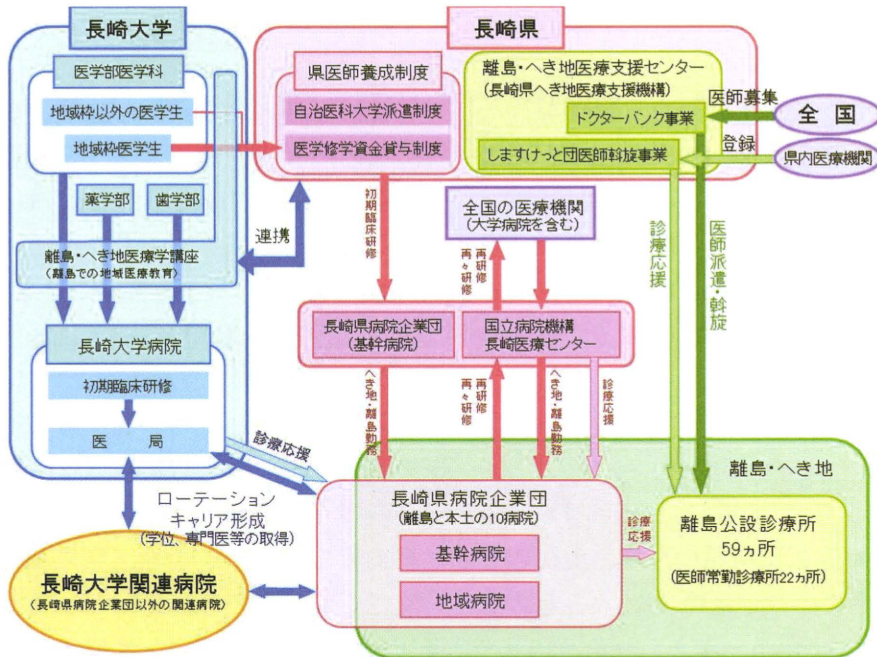 長崎大学
医学部医学科
地域枠以外の医学生
地域枠医学生
薬学部
歯学部
離島・へき地医療学講座
(離島での地域医療教育)
長崎大学病院
初期臨床研修
医 局
連携
長崎県
県医師養成制度
自治医科大学派遣制度
医学修学資金貸与制度
離島・へき地医療支援センター
(長崎県へき地医療支援機構)
ドクターバンク事業
しますけっと団医師斡旋事業
医師募集
全 国
登録
県内医療機関
初期臨床研修
全国の医療機関
(大学病院を含む)
再研修
再々研修
診療応援
医師派遣・斡旋
長崎県病院企業団
(基幹病院)
国立病院機構
長崎医療センター
へき地・離島勤務
再研修
再々研修
へき地・離島勤務
診療応援
診療応援
ローテーション
キャリア形成
(学位、専門医等の取得)
長崎大学関連病院
(長崎県病院企業団以外の関連病院)
長崎県病院企業団
(離島と本土の10病院)
基幹病院
地域病院
診療
応援
離島・へき地
離島公設診療所
59ヵ所
(医師常勤診療所22ヵ所)